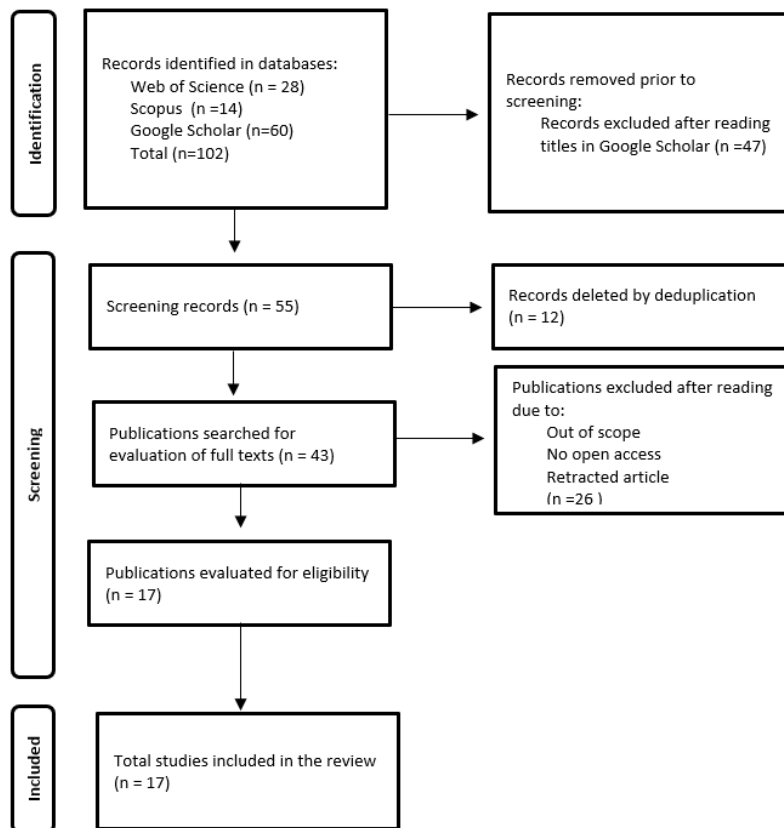 Identification
Records identified in databases:
Web of Science (n = 28)
Scopus (n =14)
Google Scholar (n=60)
Total (n=102)
Records removed prior to
screening:
Records excluded after reading
titles in Google Scholar (n =47)
Screening
Screening records (n = 55)
Records deleted by deduplication
(n = 12)
Publications searched for
evaluation of full texts (n = 43)
Publications excluded after reading
due to:
Out of scope
No open access
Retracted article
(n =26 )
Publications evaluated for eligibility
(n = 17)
Included
Total studies included in the review
(n = 17)